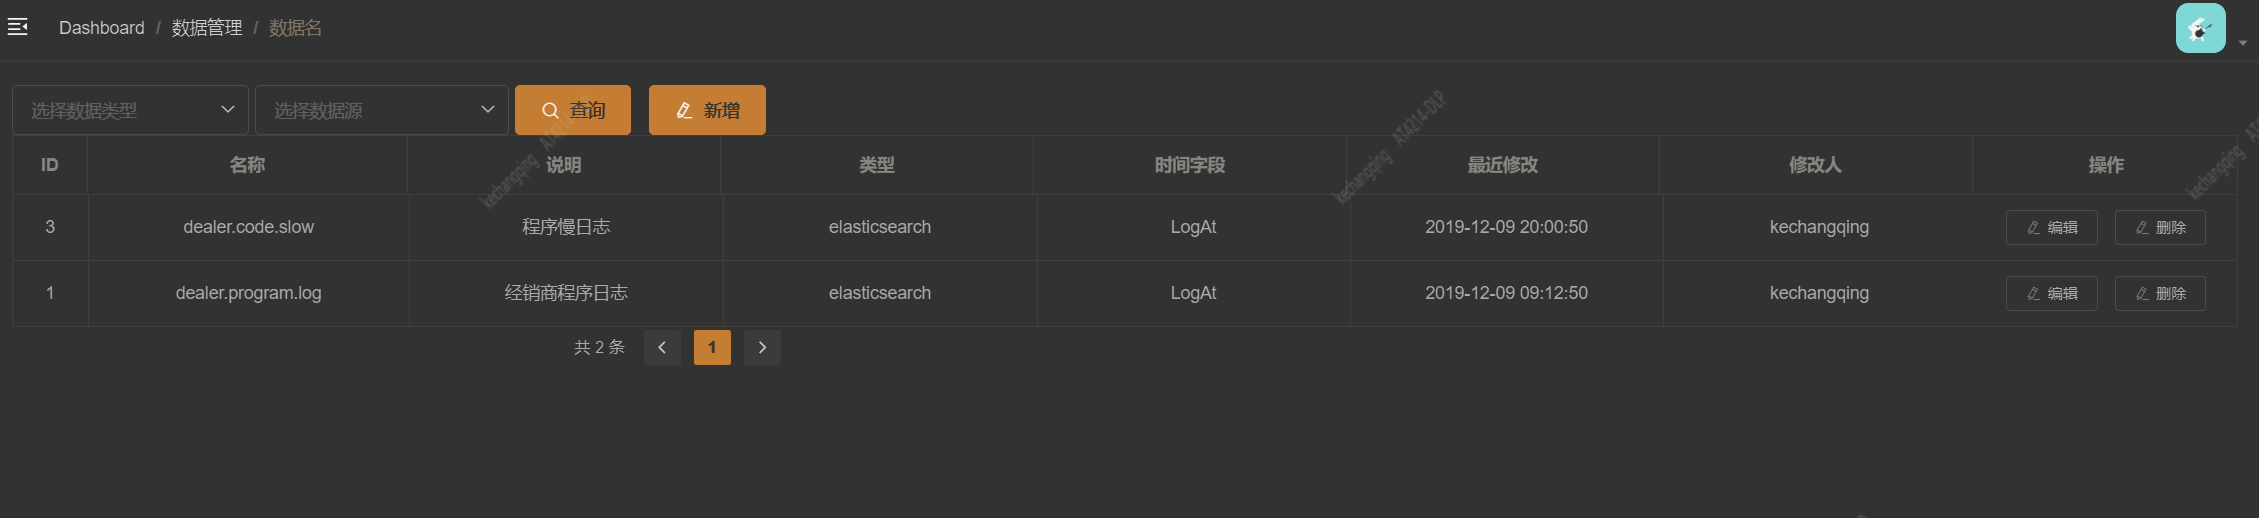 Dashboard / 数据管理 / 数据名
选择数据类型 选择数据源 查询 新增
ID 名称 说明 类型 时间字段 最近修改 修改人 操作
3 dealer.code.slow 程序慢日志 elasticsearch LogAt 2019-12-09 20:00:50 kechangqing 编辑 删除
1 dealer.program.log 经销商程序日志 elasticsearch LogAt 2019-12-09 09:12:50 kechangqing 编辑 删除
共 2 条 1
kechangqing AT4214-DLP
kechangqing AT4214-DLP
kechangqing